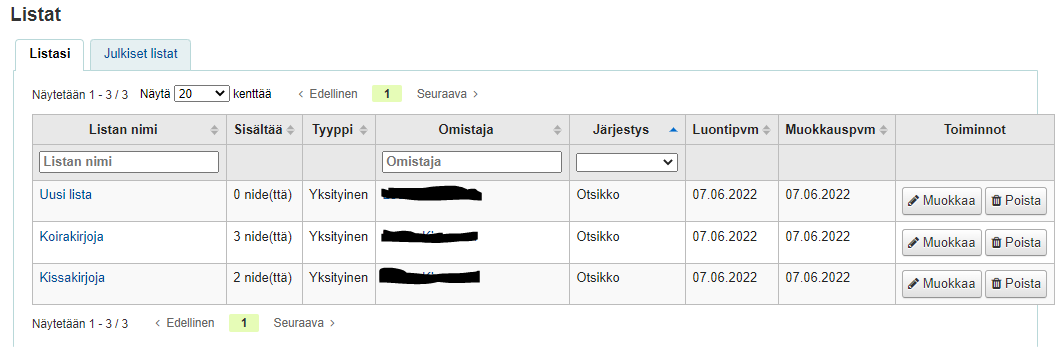 Listat
Listasi Julkiset listat
Näytetään 1 - 3 / 3 Näytä 20 kenttää < Edellinen 1 Seuraava >
Listan nimi Sisältää Tyyppi Omistaja Järjestys Luontipvm Muokkauspvm Toiminnot
Listan nimi Omistaja
Uusi lista 0 nide(ttä) Yksityinen Otsikko 07.06.2022 07.06.2022 Muokkaa Poista
Koirakirjoja 3 nide(ttä) Yksityinen Otsikko 07.06.2022 07.06.2022 Muokkaa Poista
Kissakirjoja 2 nide(ttä) Yksityinen Otsikko 07.06.2022 07.06.2022 Muokkaa Poista
Näytetään 1 - 3 / 3 < Edellinen 1 Seuraava >